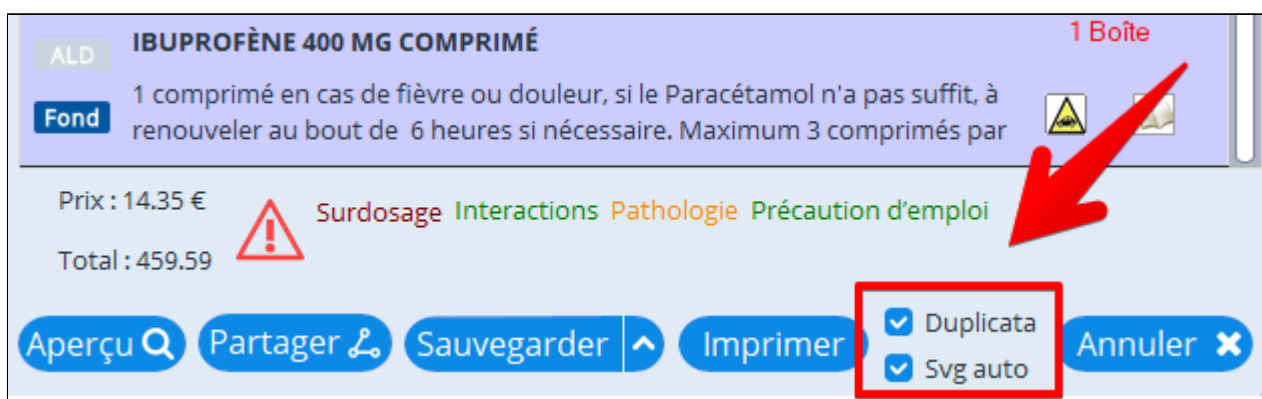 ALD
IBUPROFÈNE 400 MG COMPRIMÉ
1 Boîte
Fond
1 comprimé en cas de fièvre ou douleur, si le Paracétamol n'a pas suffit, à
renouveler au bout de 6 heures si nécessaire. Maximum 3 comprimés par
Prix : 14.35 €
Surdosage Interactions Pathologie Précaution d'emploi
Total : 459.59
Aperçu Partager Sauvegarder Imprimer
Duplicata
Svg auto
Annuler